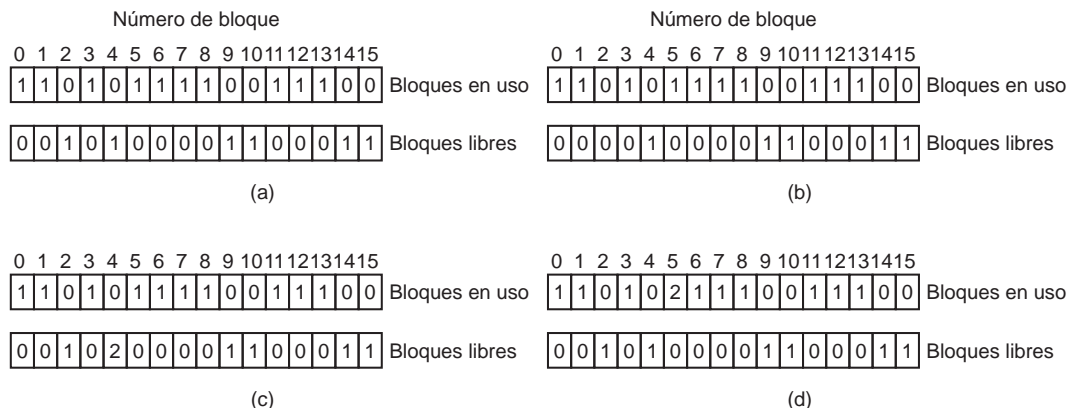 Número de bloque
0 1 2 3 4 5 6 7 8 9 10 11 12 13 14 15
1 1 0 1 0 1 1 1 1 0 0 1 1 1 0 0 Bloques en uso
0 0 1 0 1 0 0 0 0 1 1 0 0 0 1 1 Bloques libres
(a)
Número de bloque
0 1 2 3 4 5 6 7 8 9 10 11 12 13 14 15
1 1 0 1 0 1 1 1 1 0 0 1 1 1 0 0 Bloques en uso
0 0 0 0 1 0 0 0 0 1 1 0 0 0 1 1 Bloques libres
(b)
0 1 2 3 4 5 6 7 8 9 10 11 12 13 14 15
1 1 0 1 0 1 1 1 1 0 0 1 1 1 0 0 Bloques en uso
0 0 1 0 2 0 0 0 0 1 1 0 0 0 1 1 Bloques libres
(c)
0 1 2 3 4 5 6 7 8 9 10 11 12 13 14 15
1 1 0 1 0 2 1 1 1 0 0 1 1 1 0 0 Bloques en uso
0 0 1 0 1 0 0 0 0 1 1 0 0 0 1 1 Bloques libres
(d)